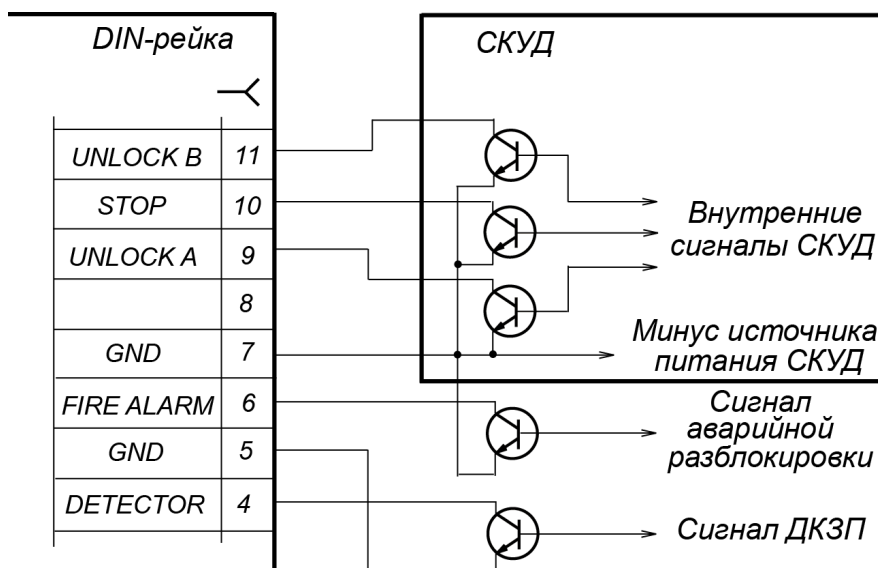 DIN-рейка
СКУД
UNLOCK B 11
STOP 10
UNLOCK A 9
8
GND 7
FIRE ALARM 6
GND 5
DETECTOR 4
Внутренние
сигналы СКУД
Минус источника
питания СКУД
Сигнал
аварийной
разблокировки
Сигнал ДКЗП